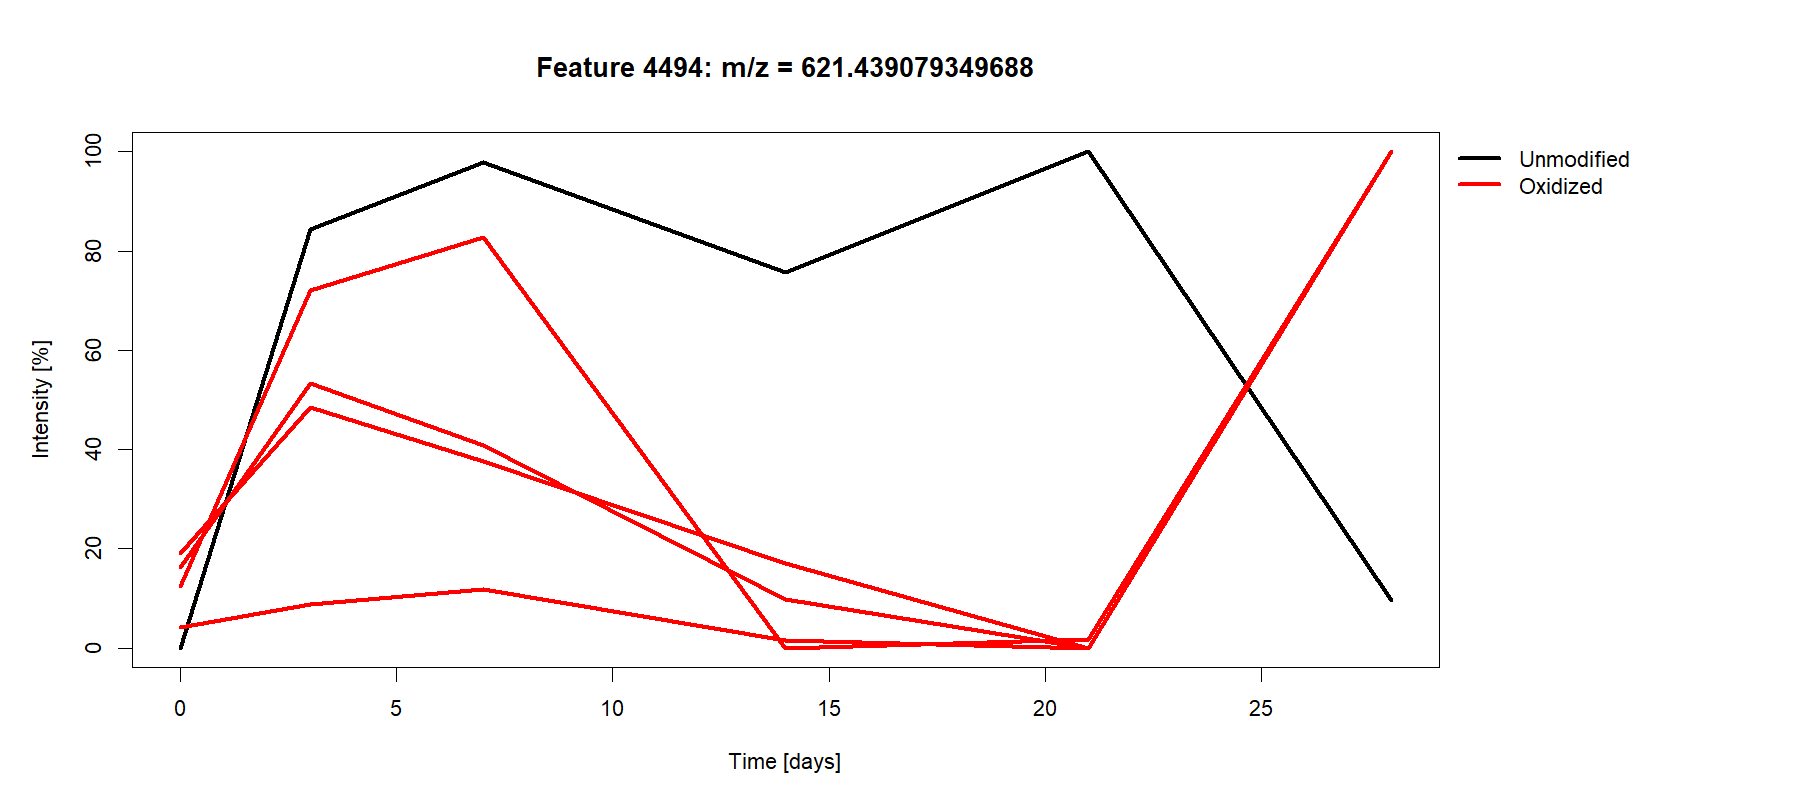 Feature 4494: m/z = 621.439079349688
Unmodified
Oxidized
Intensity [%]
100
80
60
40
20
0
0 5 10 15 20 25
Time [days]